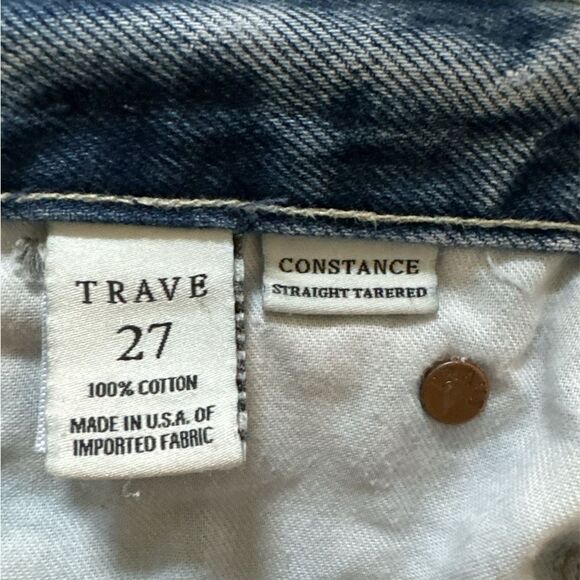 TRAVE
27
100% COTTON
MADE IN U.S.A. OF
IMPORTED FABRIC
CONSTANCE
STRAIGHT TARERED